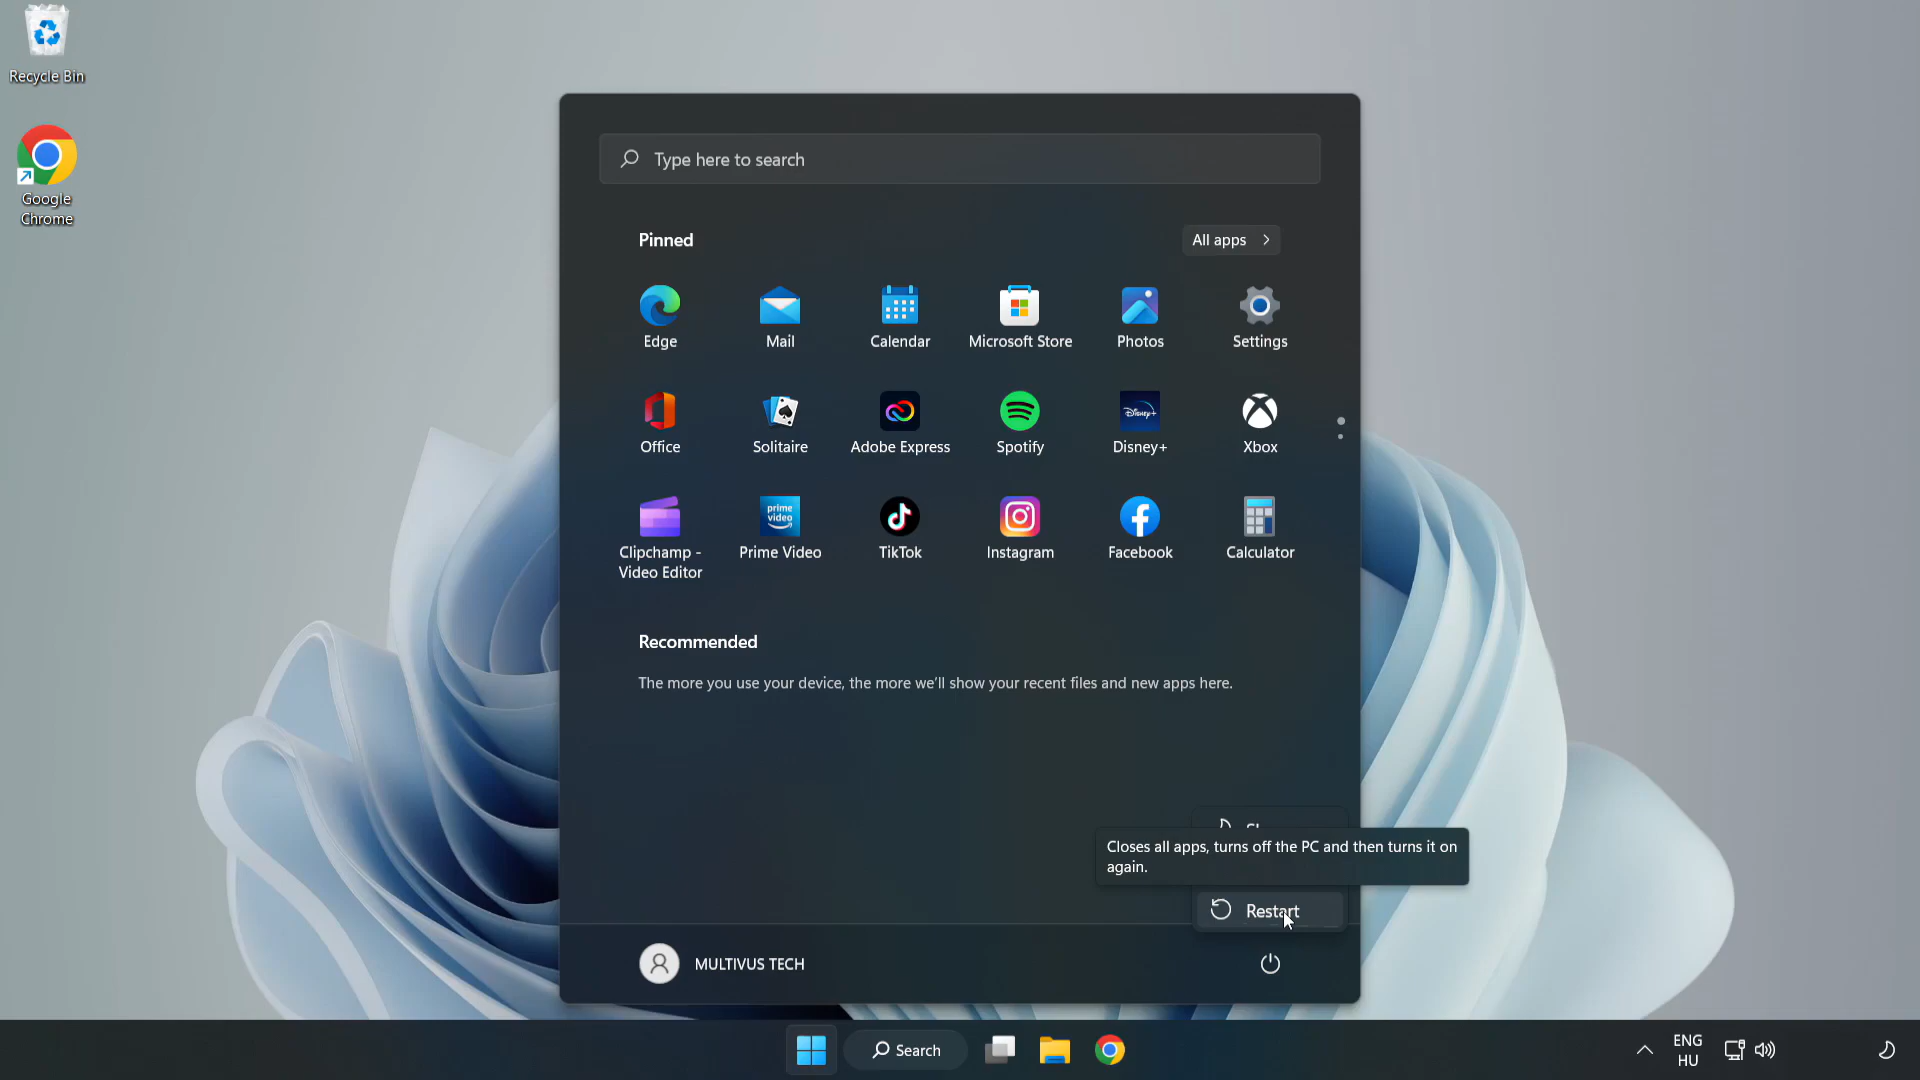 Recycle Bin
Google
Chrome
Type here to search
Pinned
All apps
Edge
Mail
Calendar
Microsoft Store
Photos
Settings
Office
Solitaire
Adobe Express
Spotify
Disney+
Xbox
prime
video
Disney+
Clipchamp -
Video Editor
Prime Video
TikTok
Instagram
Facebook
Calculator
Recommended
The more you use your device, the more we'll show your recent files and new apps here.
Closes all apps, turns off the PC and then turns it on
again.
Restart
MULTIVUS TECH
Search
ENG
HU